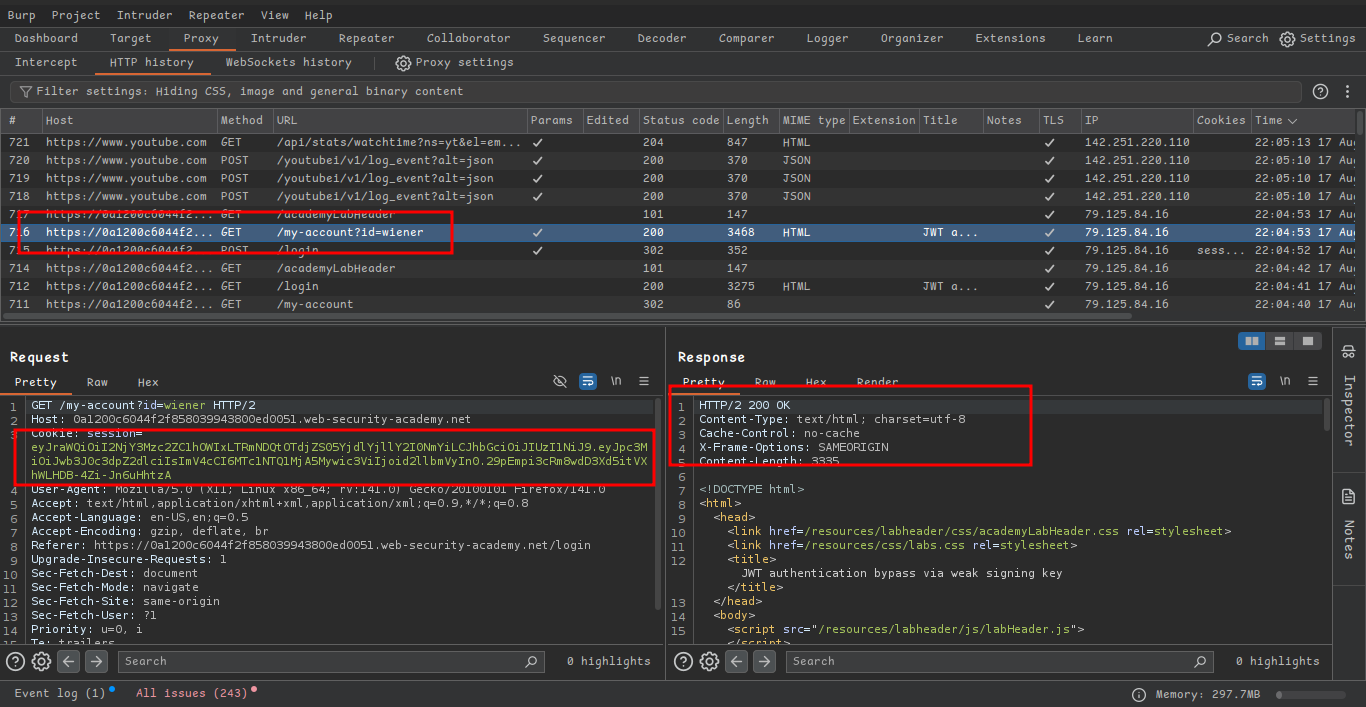 Burp Project Intruder Repeater View Help
Dashboard Target Proxy Intruder Repeater Collaborator Sequencer Decoder Comparer Logger Organizer Extensions Learn Search Settings
Intercept HTTP history WebSockets history Proxy settings
Filter settings: Hiding CSS, image and general binary content
# Host Method URL Params Edited Status code Length MIME type Extension Title Notes TLS IP Cookies Time
721 https://www.youtube.com GET /api/stats/watchtime?ns=yt&el=em... ✓ 204 847 HTML ✓ 142.251.220.110 22:05:13 17 Aug
720 https://www.youtube.com POST /youtubei/v1/log_event?alt=json ✓ 200 370 JSON ✓ 142.251.220.110 22:05:10 17 Aug
719 https://www.youtube.com POST /youtubei/v1/log_event?alt=json ✓ 200 370 JSON ✓ 142.251.220.110 22:05:10 17 Aug
718 https://www.youtube.com POST /youtubei/v1/log_event?alt=json ✓ 200 370 JSON ✓ 142.251.220.110 22:05:10 17 Aug
717 https://0a1200c6044f2... GET /academyLabHeader 101 147 ✓ 79.125.84.16 22:04:53 17 Aug
716 https://0a1200c6044f2... GET /my-account?id=wiener ✓ 200 3468 HTML JWT a... ✓ 79.125.84.16 22:04:53 17 Aug
715 https://0a1200c6044f2... POST /login ✓ 302 352 ✓ 79.125.84.16 sess... 22:04:52 17 Aug
714 https://0a1200c6044f2... GET /academyLabHeader 101 147 ✓ 79.125.84.16 22:04:42 17 Aug
712 https://0a1200c6044f2... GET /login 200 3275 HTML JWT a... ✓ 79.125.84.16 22:04:41 17 Aug
711 https://0a1200c6044f2... GET /my-account 302 86 ✓ 79.125.84.16 22:04:40 17 Aug
Request
Pretty Raw Hex \n
1 GET /my-account?id=wiener HTTP/2
2 Host: 0a1200c6044f2f858039943800ed0051.web-security-academy.net
3 Cookie: session=
4 User-Agent: Mozilla/5.0 (X11; Linux x86_64; rv:141.0) Gecko/20100101 Firefox/141.0
5 Accept: text/html,application/xhtml+xml,application/xml;q=0.9,*/*;q=0.8
6 Accept-Language: en-US,en;q=0.5
7 Accept-Encoding: gzip, deflate, br
8 Referer: https://0a1200c6044f2f858039943800ed0051.web-security-academy.net/login
9 Upgrade-Insecure-Requests: 1
10 Sec-Fetch-Dest: document
11 Sec-Fetch-Mode: navigate
12 Sec-Fetch-Site: same-origin
13 Sec-Fetch-User: ?1
14 Priority: u=0, i
15 Te: trailers
Search 0 highlights
Response
Pretty Raw Hex Render \n
1 HTTP/2 200 OK
2 Content-Type: text/html; charset=utf-8
3 Cache-Control: no-cache
4 X-Frame-Options: SAMEORIGIN
5 Content-Length: 3335
6
7 <!DOCTYPE html>
8 <html>
9 <head>
10 <link href=/resources/labheader/css/academyLabHeader.css rel=stylesheet>
11 <link href=/resources/css/labs.css rel=stylesheet>
12 <title>
JWT authentication bypass via weak signing key
</title>
13 </head>
14 <body>
15 <script src="/resources/labheader/js/labHeader.js">
</script>
Search 0 highlights
Inspector
Notes
Event log (1) All issues (243) Memory: 297.7MB